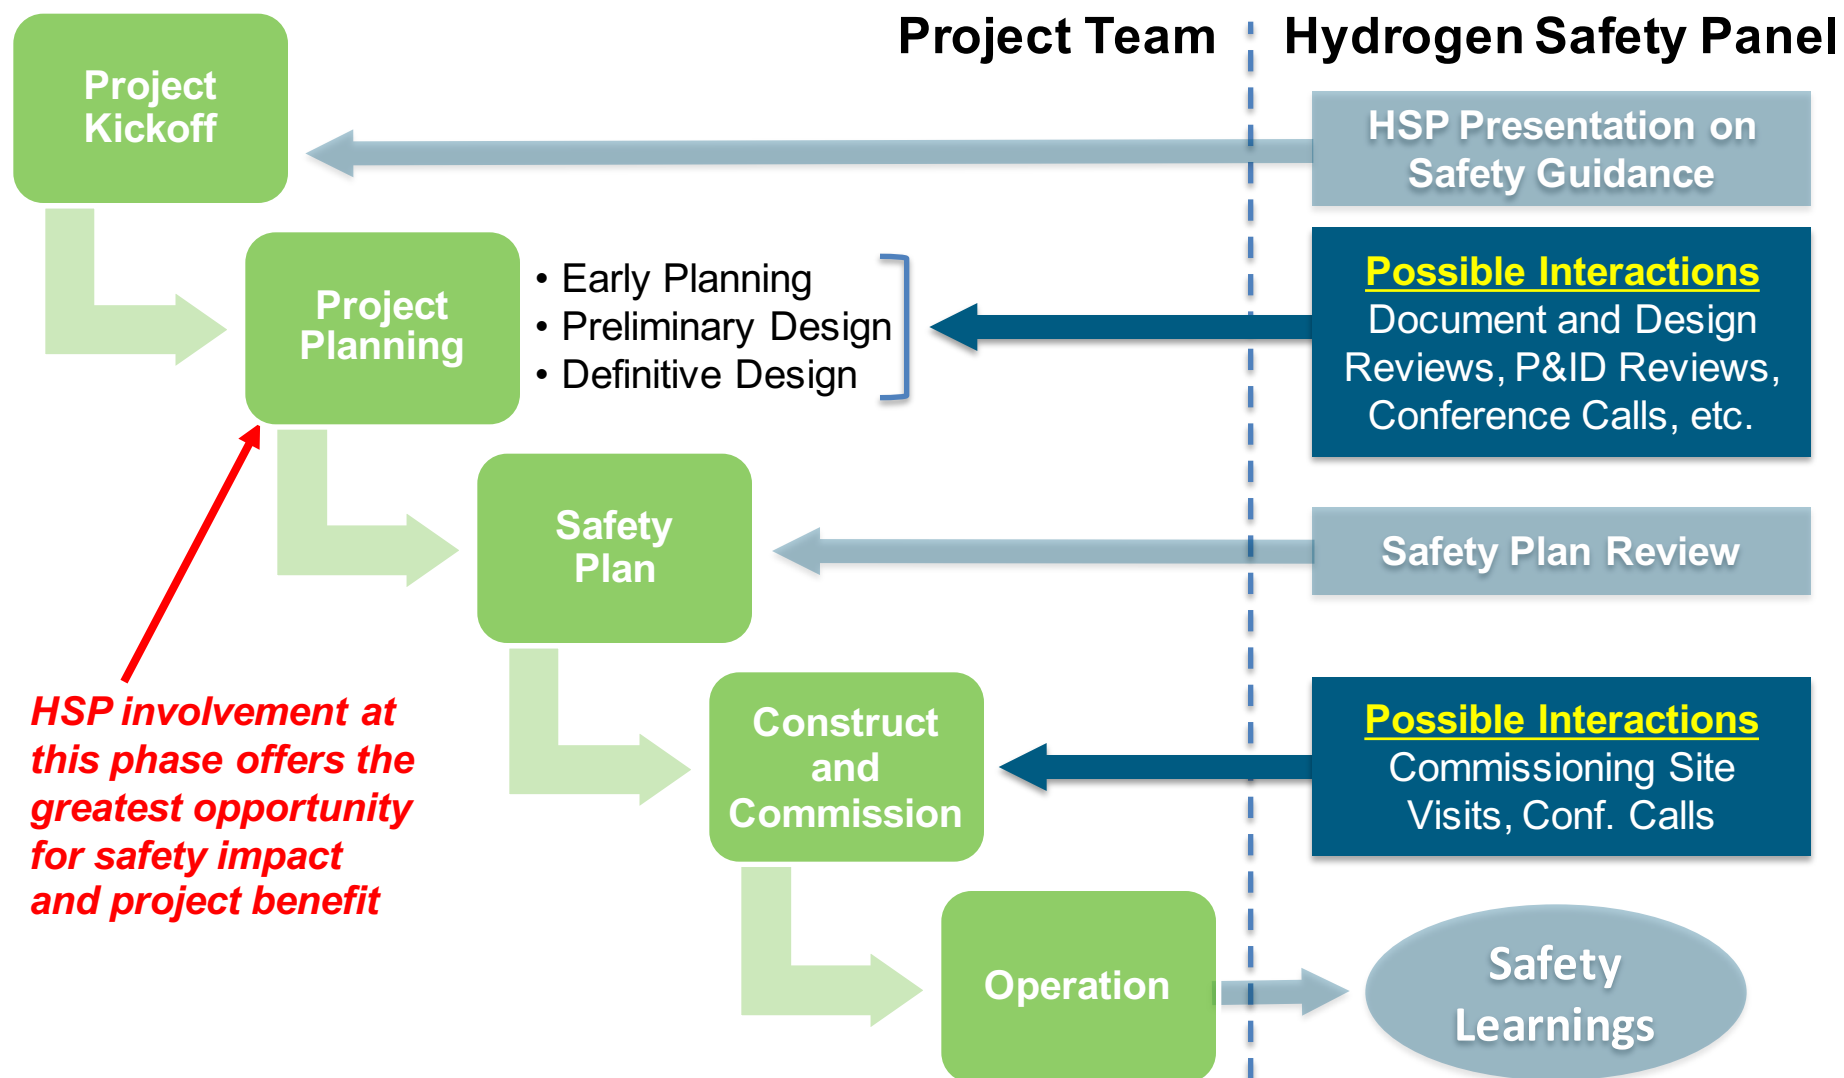 Project Team
Hydrogen Safety Panel
Project
Kickoff
HSP Presentation on
Safety Guidance
Project
Planning
• Early Planning
• Preliminary Design
• Definitive Design
Possible Interactions
Document and Design
Reviews, P&ID Reviews,
Conference Calls, etc.
Safety
Plan
Safety Plan Review
HSP involvement at
this phase offers the
greatest opportunity
for safety impact
and project benefit
Construct
and
Commission
Possible Interactions
Commissioning Site
Visits, Conf. Calls
Operation
Safety
Learnings